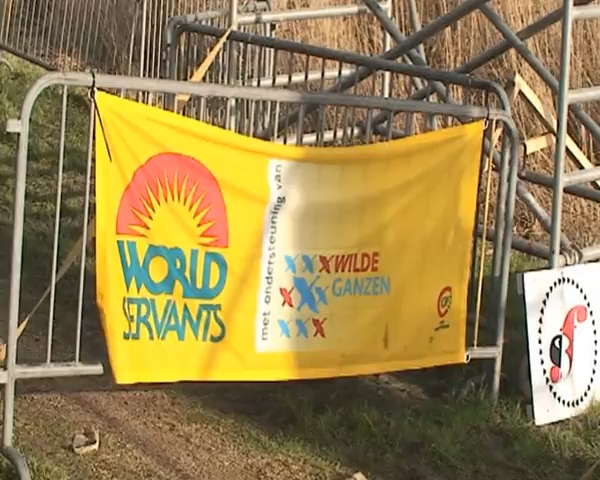 WORLD
SERVANTS
met ondersteuning van
WILDE
GANZEN